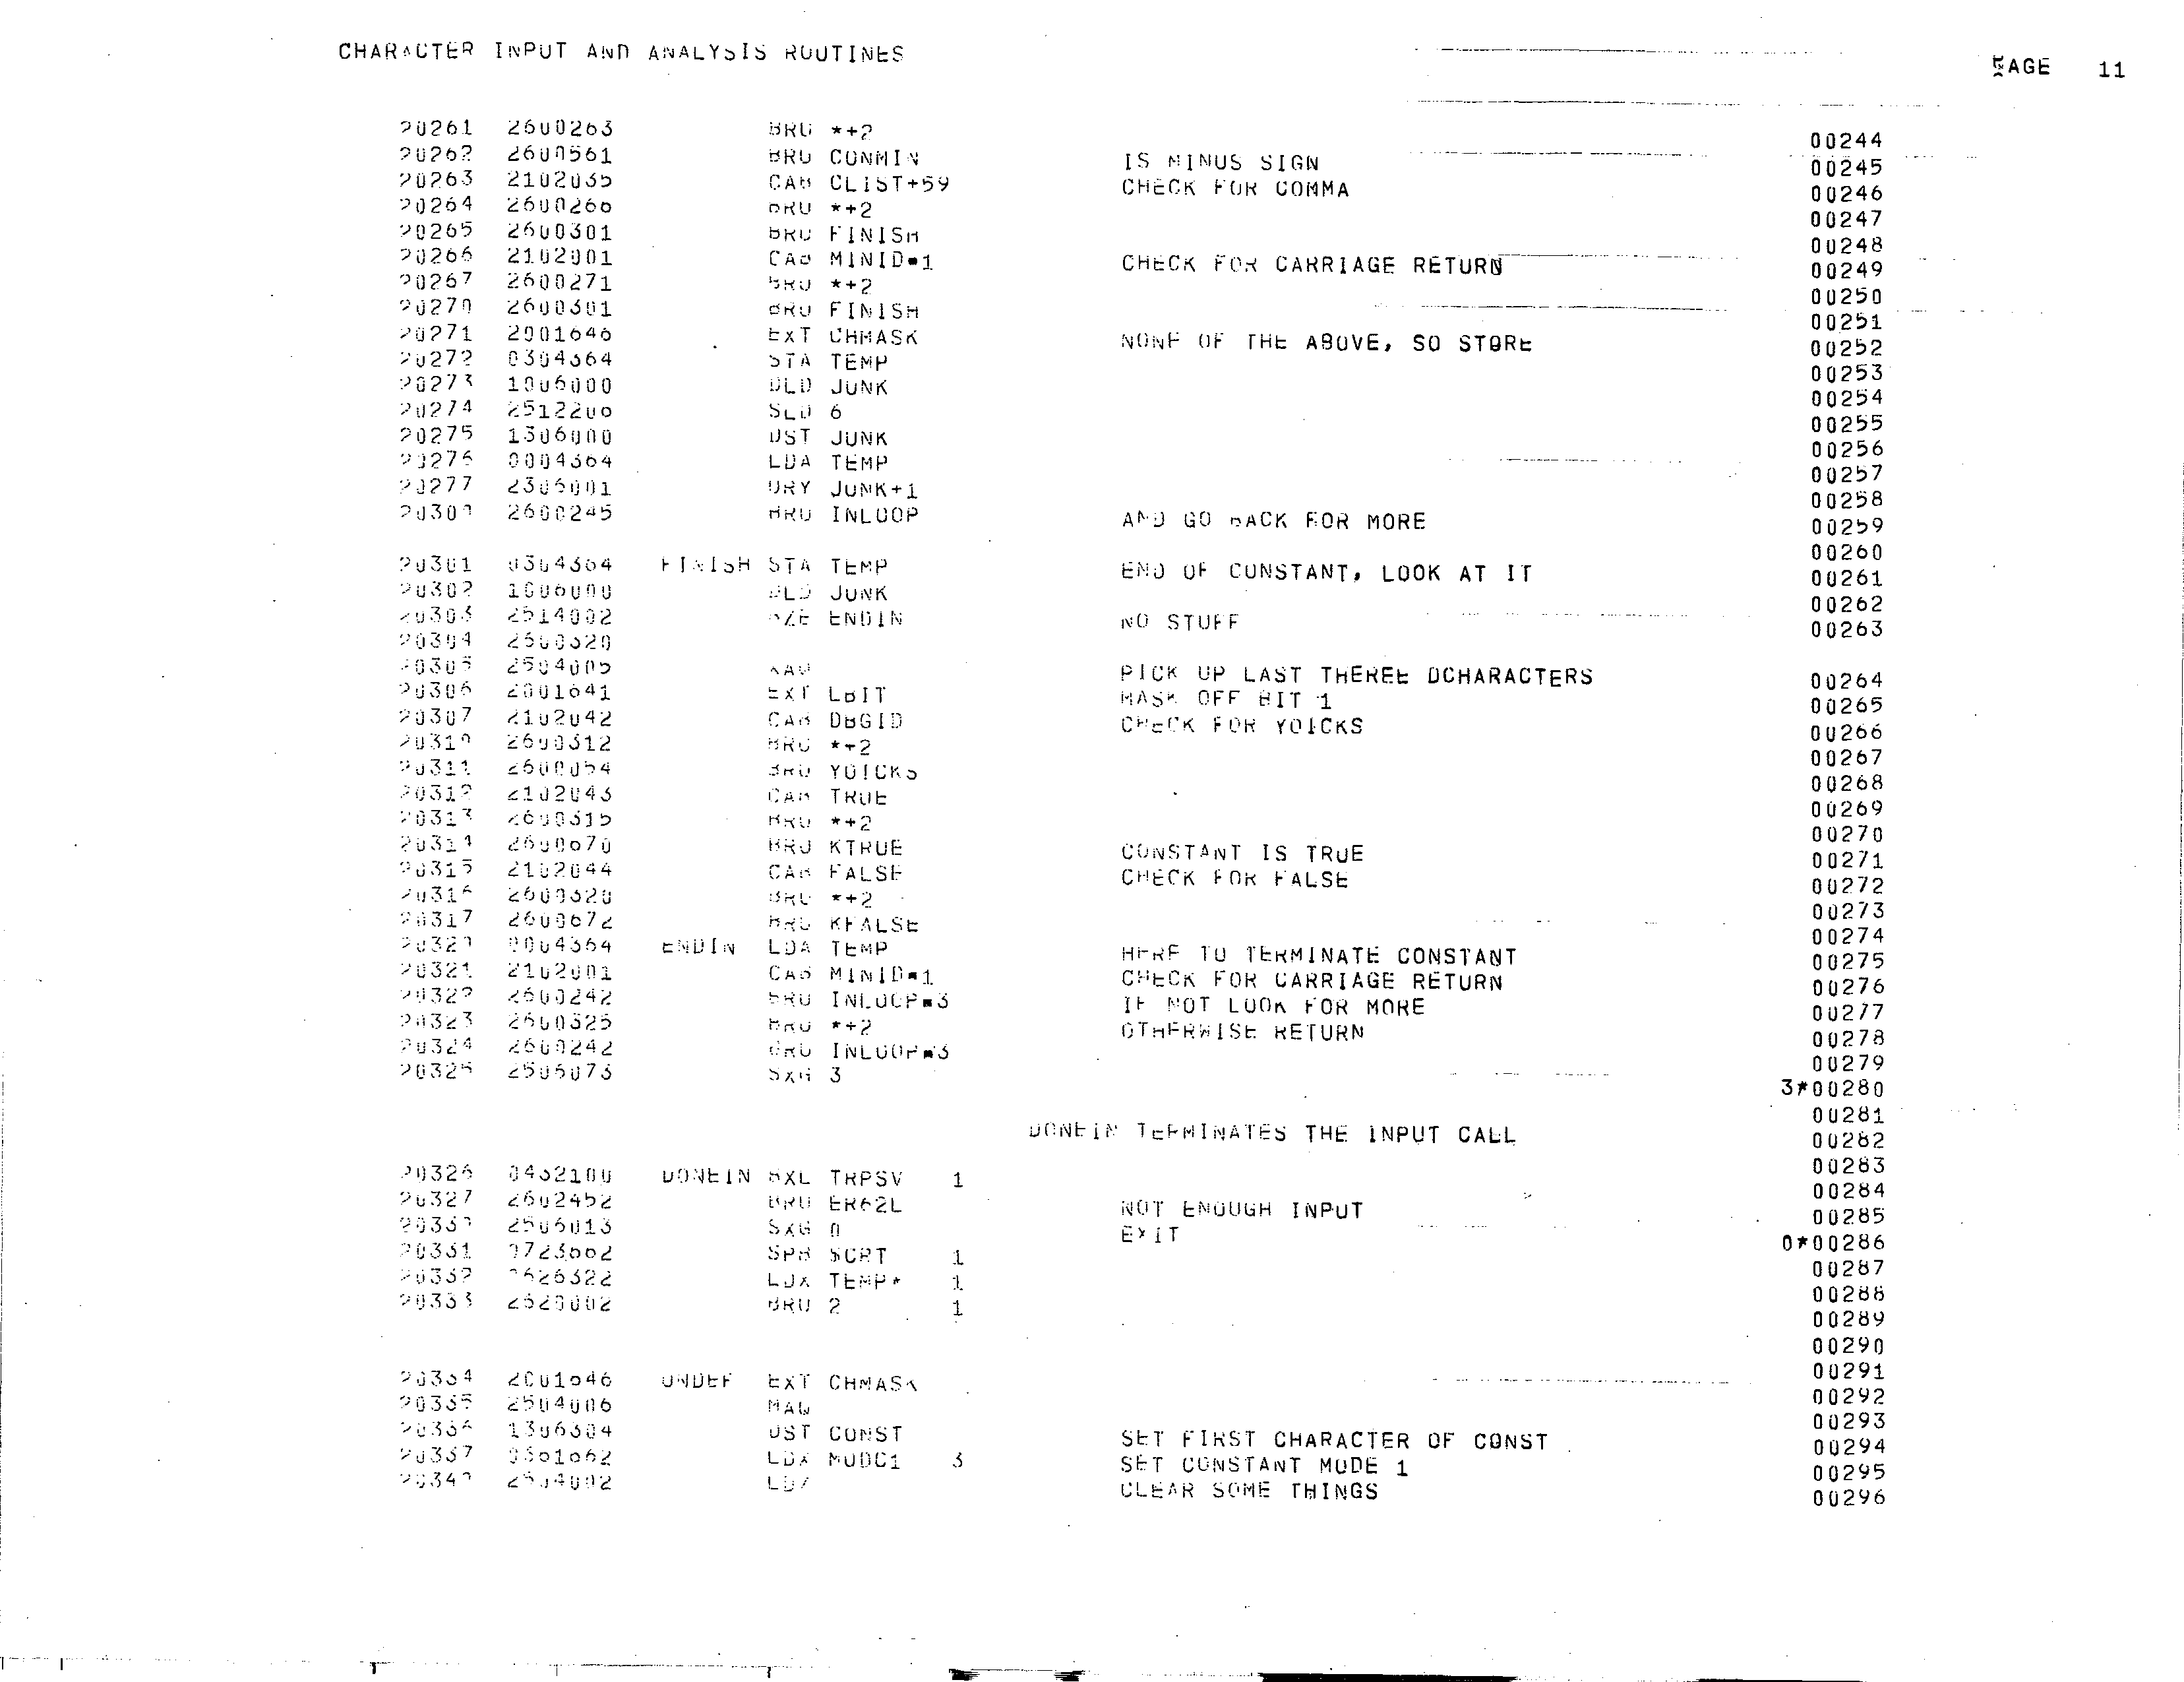 CHARACTER INPUT AND ANALYSIS ROUTINES PAGE 11
20261 2600263 BRU *+2 00244
20262 2600561 BRU CONMIN IS MINUS SIGN 00245
20263 2102035 CAB CLIST+59 CHECK FOR COMMA 00246
20264 2600266 BRU *+2 00247
20265 2600301 BRU FINISH 00248
20266 2102001 CAB MINID-1 CHECK FOR CARRIAGE RETURN 00249
20267 2600271 BRU *+2 00250
20270 2600301 BRU FINISH 00251
20271 2001646 EXT CHMASK NONE OF THE ABOVE, SO STORE 00252
20272 0304364 STA TEMP 00253
20273 1006000 DLD JUNK 00254
20274 2512206 SLD 6 00255
20275 1306000 DST JUNK 00256
20276 0004364 LDA TEMP 00257
20277 2306001 ORY JUNK+1 00258
20300 2600245 BRU INLOOP AND GO BACK FOR MORE 00259
00260
20301 0304364 FINISH STA TEMP END OF CONSTANT, LOOK AT IT 00261
20302 1006000 DLD JUNK 00262
20303 2514002 BZE ENDIN NO STUFF 00263
20304 2600320
20305 2504005 XAQ PICK UP LAST THEREE DCHARACTERS 00264
20306 2001641 EXT LBIT MASK OFF BIT 1 00265
20307 2102042 CAB DBGID CHECK FOR YOICKS 00266
20310 2600312 BRU *+2 00267
20311 2600054 BRU YOICKS 00268
20312 2102043 CAB TRUE 00269
20313 2600315 BRU *+2 00270
20314 2600670 BRU KTRUE CONSTANT IS TRUE 00271
20315 2102044 CAB FALSE CHECK FOR FALSE 00272
20316 2600320 BRU *+2 00273
20317 2600672 BRU KFALSE 00274
20320 0004364 ENDIN LDA TEMP HERE TO TERMINATE CONSTANT 00275
20321 2102001 CAB MINID-1 CHECK FOR CARRIAGE RETURN 00276
20322 2600242 BRU INLOOP-3 IF NOT LOOK FOR MORE 00277
20323 2600325 BRU *+2 OTHERWISE RETURN 00278
20324 2600242 BRU INLOOP-3 00279
20325 2506073 SXG 3 3*00280
00281
DONEIN TERMINATES THE INPUT CALL 00282
00283
20326 0432100 DONEIN BXL TRPSV 1 00284
20327 2602452 BRU ER62L NOT ENOUGH INPUT 00285
20330 2506013 SXG 0 EXIT 0*00286
20331 0723662 SPB SCRT 1 00287
20332 0626322 LDX TEMP* 1 00288
20333 2620002 BRU 2 1 00289
00290
00291
20334 2001646 UNDEF EXT CHMASK 00292
20335 2504006 MAQ 00293
20336 1306304 DST CONST SET FIRST CHARACTER OF CONST 00294
20337 0661662 LDX MODC1 3 SET CONSTANT MODE 1 00295
20340 2504002 LDZ CLEAR SOME THINGS 00296